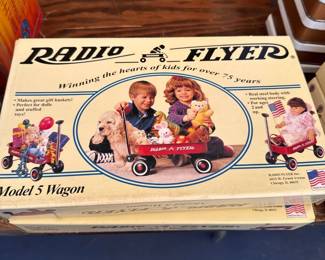 RADIO FLYER
Winning the hearts of kids for over 75 years
• Makes great gift baskets!
• Perfect for dolls
and stuffed
toys!
• Real steel body with
working steering.
• For ages 2
and up
RADIO FLYER
Model 5 Wagon
RADIO FLYER INC.
Chicago, IL 60635